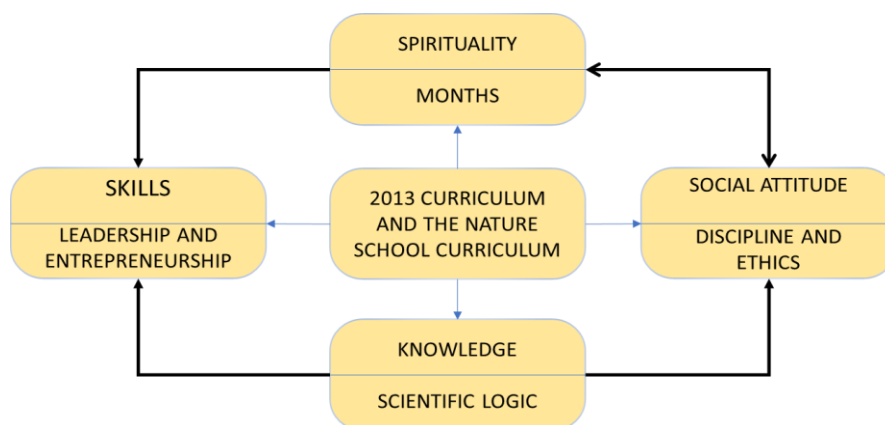 SPIRITUALITY
MONTHS
SKILLS
LEADERSHIP AND
ENTREPRENEURSHIP
2013 CURRICULUM
AND THE NATURE
SCHOOL CURRICULUM
SOCIAL ATTITUDE
DISCIPLINE AND
ETHICS
KNOWLEDGE
SCIENTIFIC LOGIC